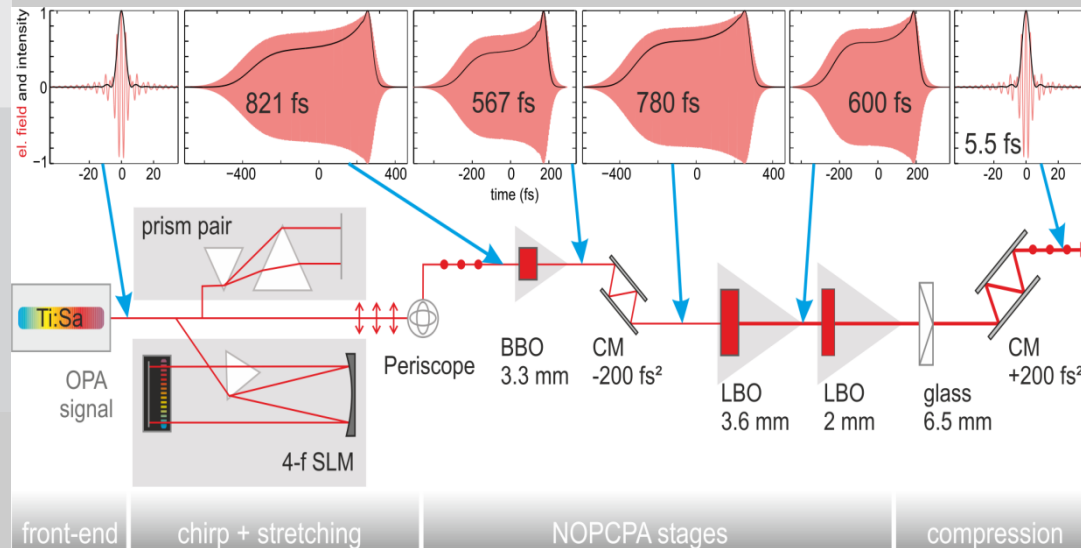 el. field and intensity
1
0
−1
−20
0
20
821 fs
−400
0
400
567 fs
−200
0
200
time (fs)
780 fs
−400
0
400
600 fs
−200
0
200
5.5 fs
−20
0
20
prism pair
Ti:Sa
OPA
signal
4-f SLM
Periscope
BBO
3.3 mm
CM
-200 fs²
LBO
3.6 mm
LBO
2 mm
glass
6.5 mm
CM
+200 fs²
front-end
chirp + stretching
NOPCPA stages
compression